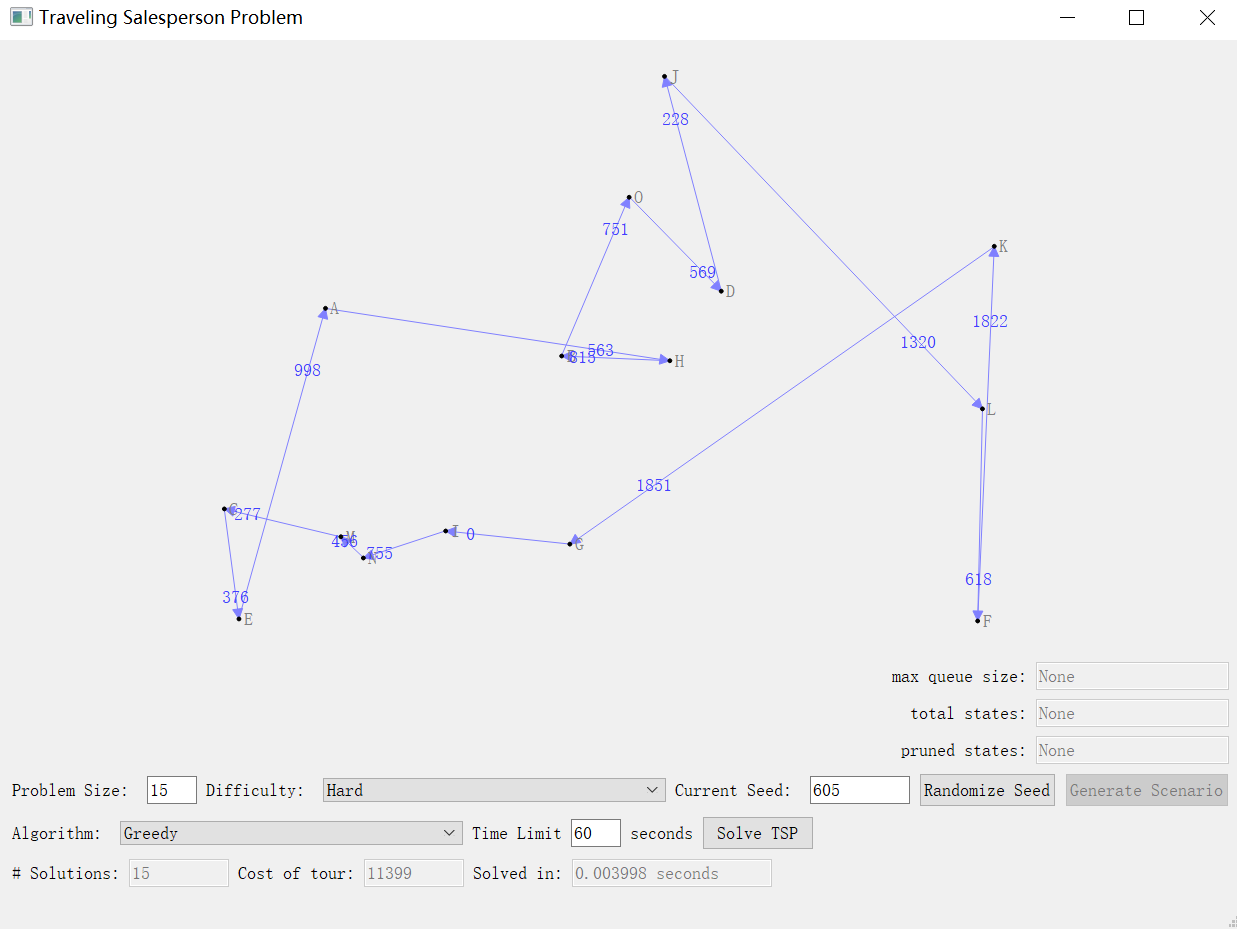 Traveling Salesperson Problem
J
228
O
751
K
569
D
A
1822
563
1320
815
H
998
L
1851
C
277
I
0
456
755
G
618
376
E
F
max queue size: None
total states: None
pruned states: None
Problem Size: 15 Difficulty: Hard Current Seed: 605 Randomize Seed Generate Scenario
Algorithm: Greedy Time Limit 60 seconds Solve TSP
# Solutions: 15 Cost of tour: 11399 Solved in: 0.003998 seconds